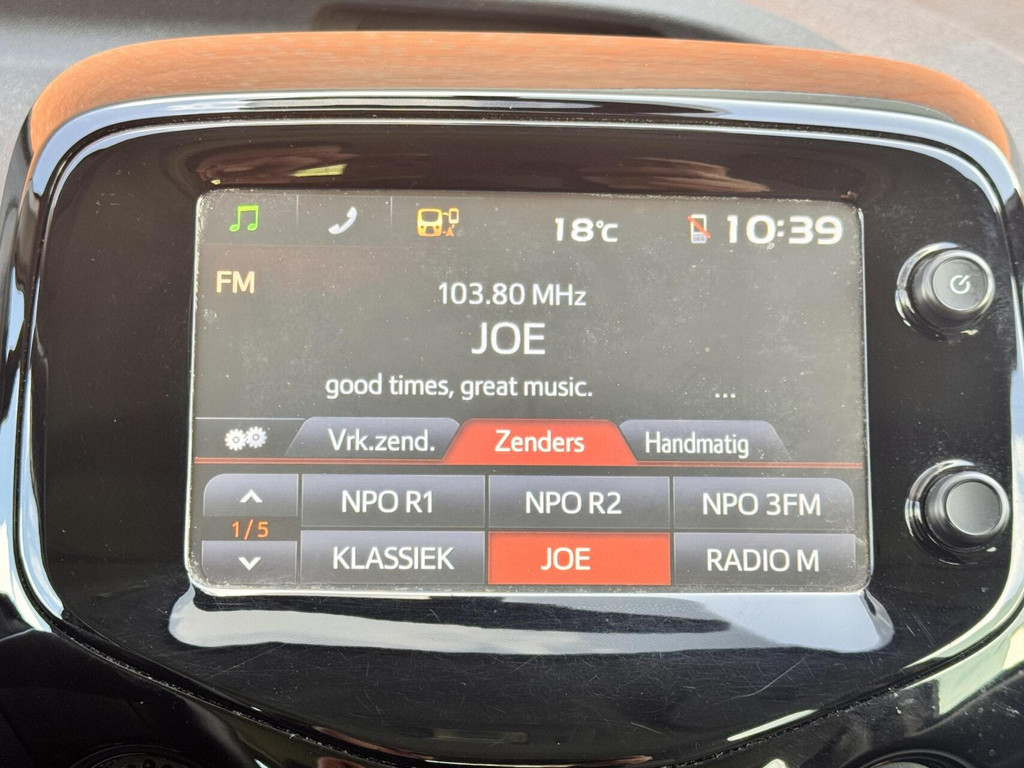 18°C 10:39
FM
103.80 MHz
JOE
good times, great music. ...
Vrk.zend. Zenders Handmatig
NPO R1 NPO R2 NPO 3FM
1/5
KLASSIEK JOE RADIO M